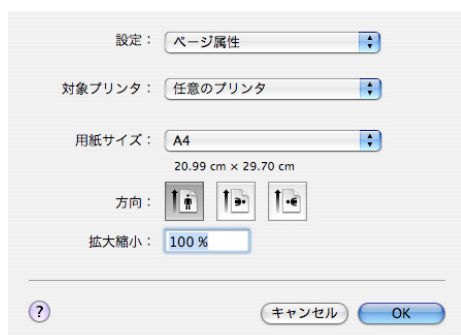 設定： ページ属性
対象プリンタ： 任意のプリンタ
用紙サイズ： A4
20.99 cm × 29.70 cm
方向：
拡大縮小： 100 %
? キャンセル OK